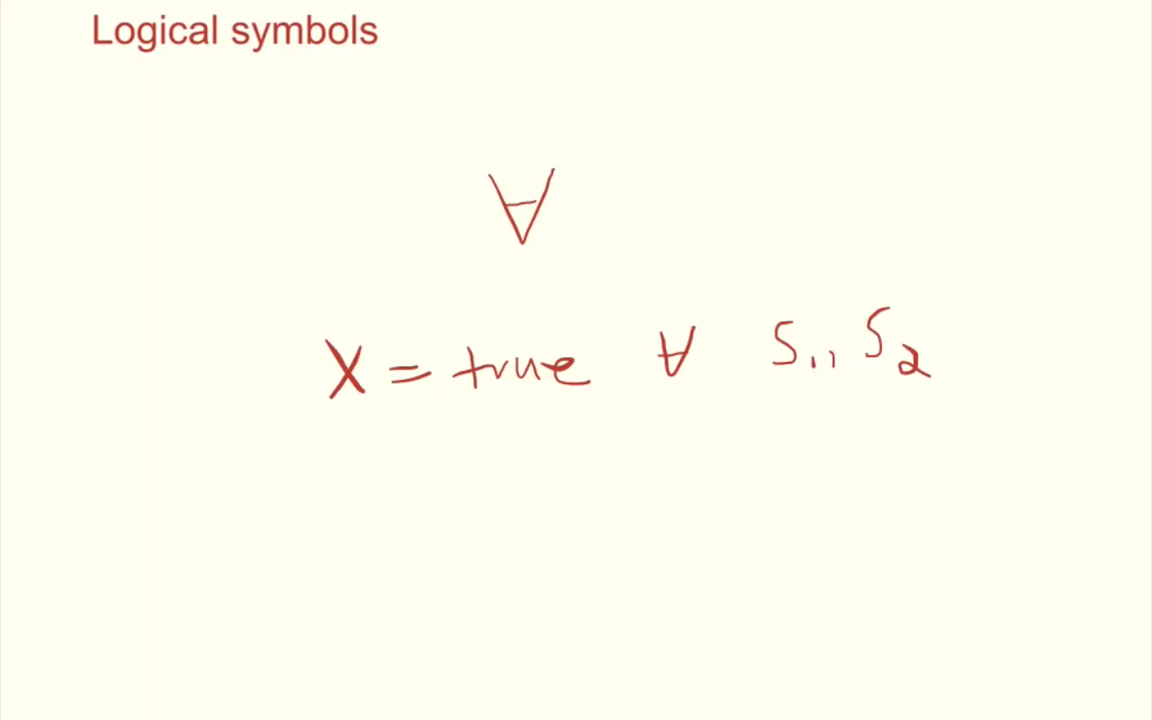 Logical symbols
∀
X = true ∀ S₁, S₂